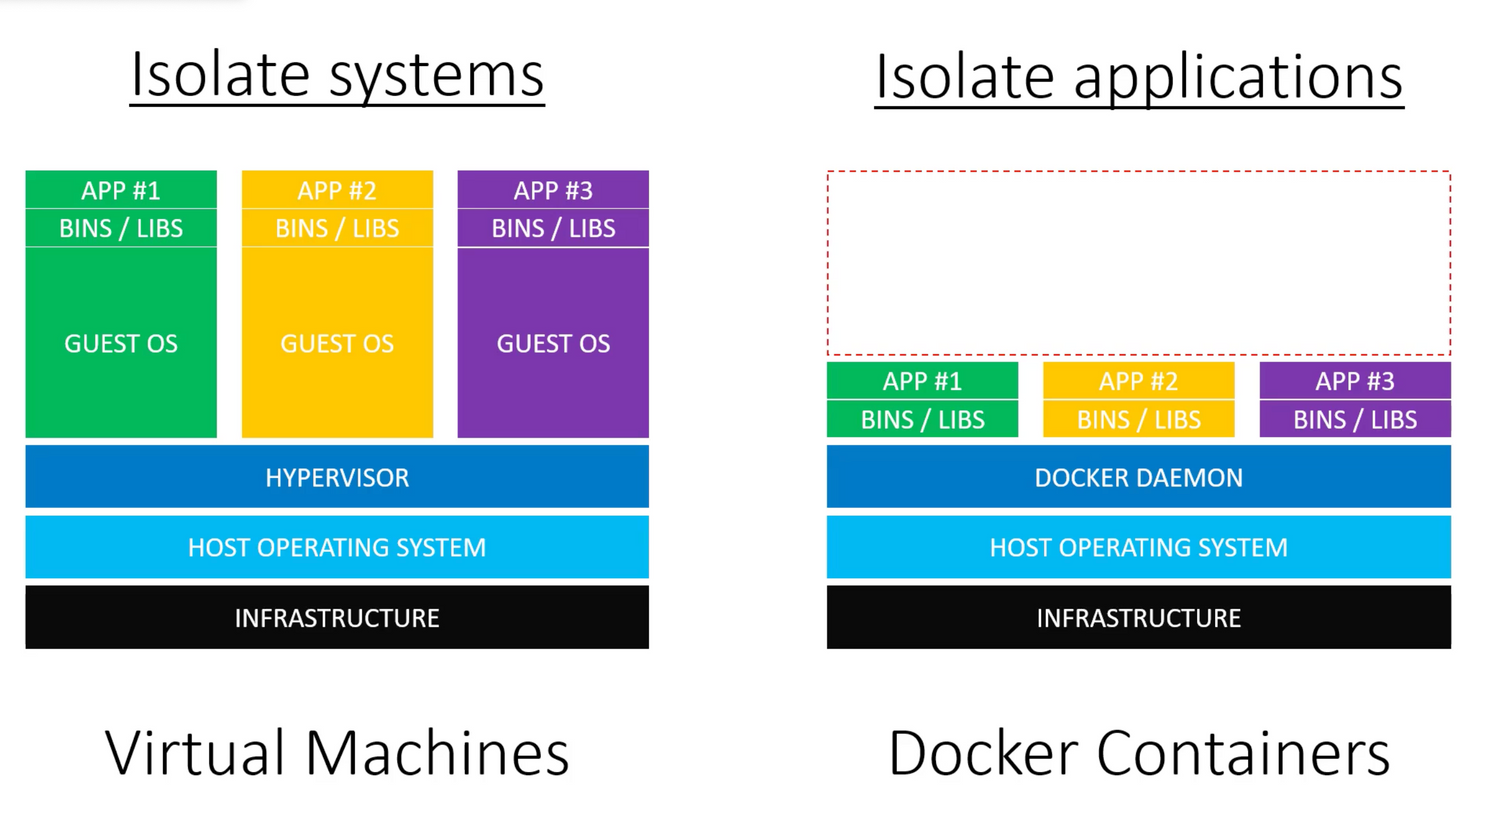 Isolate systems
APP #1
BINS / LIBS
GUEST OS
APP #2
BINS / LIBS
GUEST OS
APP #3
BINS / LIBS
GUEST OS
HYPERVISOR
HOST OPERATING SYSTEM
INFRASTRUCTURE
Virtual Machines
Isolate applications
APP #1
BINS / LIBS
APP #2
BINS / LIBS
APP #3
BINS / LIBS
DOCKER DAEMON
HOST OPERATING SYSTEM
INFRASTRUCTURE
Docker Containers